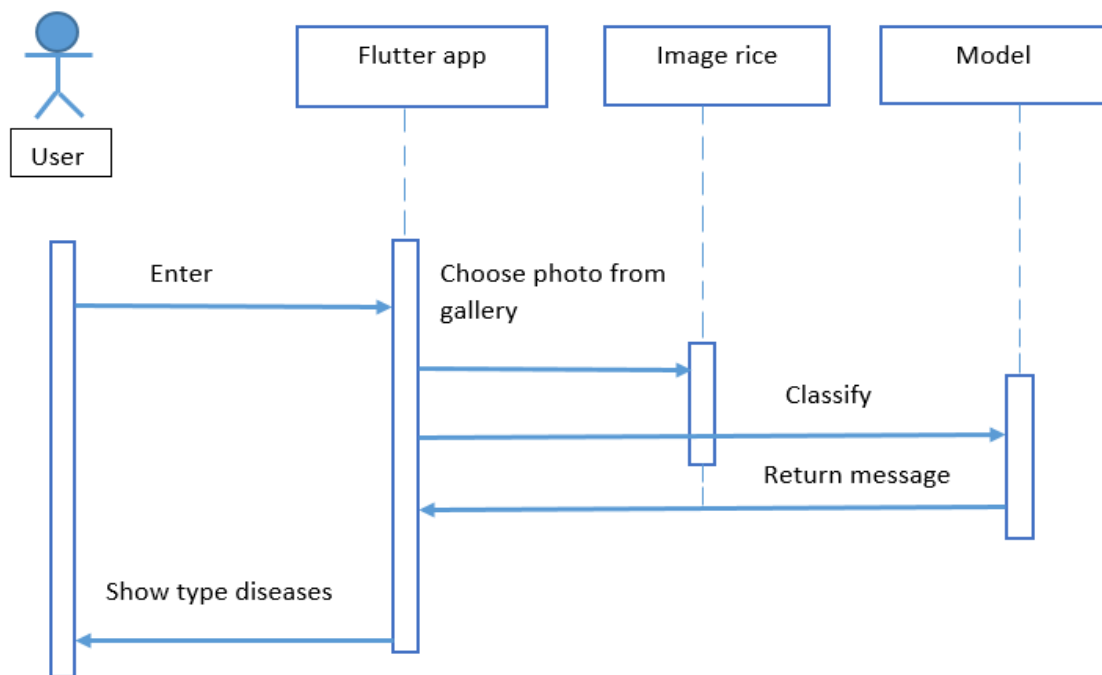 Flutter app
Image rice
Model
User
Enter
Choose photo from
gallery
Classify
Return message
Show type diseases